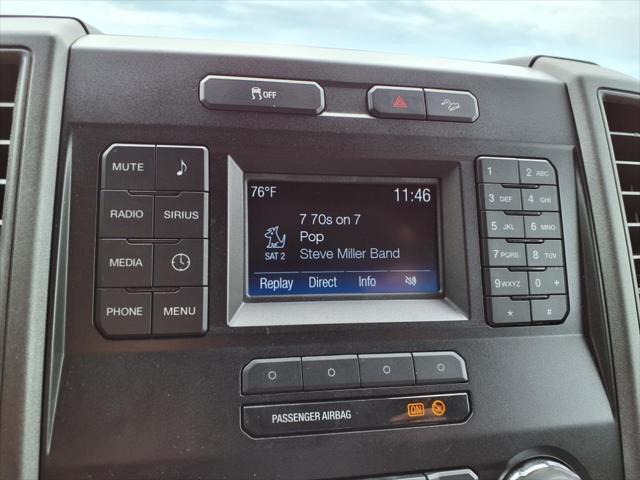 OFF
MUTE
RADIO SIRIUS
MEDIA
PHONE MENU
76°F 11:46
7 70s on 7
Pop
SAT 2 Steve Miller Band
Replay Direct Info
1 2 ABC
3 DEF 4 GHI
5 JKL 6 MNO
7 PQRS 8 TUV
9 WXYZ 0 +
* #
PASSENGER AIRBAG ON